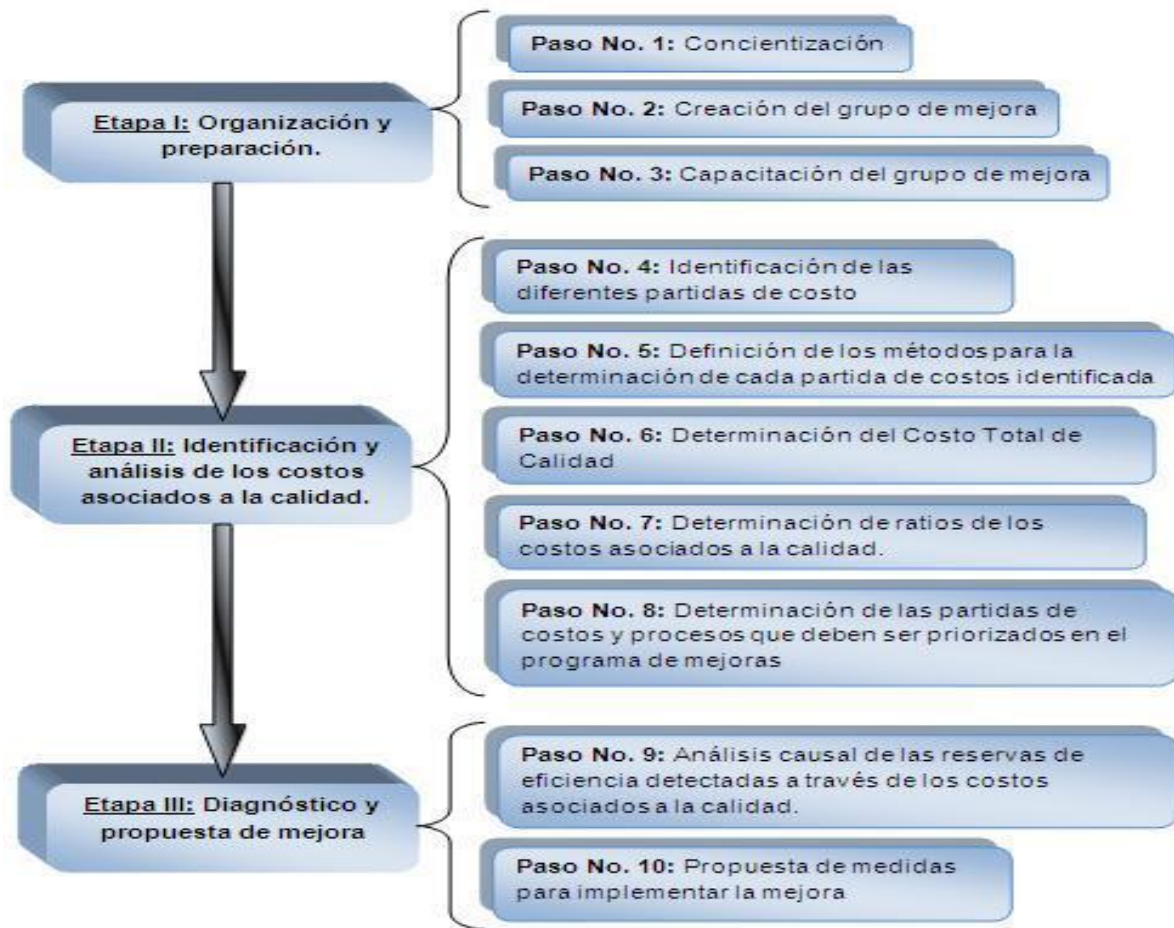 Paso No. 1: Concientización
Paso No. 2: Creación del grupo de mejora
Paso No. 3: Capacitación del grupo de mejora
Etapa I: Organización y
preparación.
Paso No. 4: Identificación de las
diferentes partidas de costo
Paso No. 5: Definición de los métodos para la
determinación de cada partida de costos identificada
Paso No. 6: Determinación del Costo Total de
Calidad
Paso No. 7: Determinación de ratios de los
costos asociados a la calidad.
Paso No. 8: Determinación de las partidas de
costos y procesos que deben ser priorizados en el
programa de mejoras
Etapa II: Identificación y
análisis de los costos
asociados a la calidad.
Paso No. 9: Análisis causal de las reservas de
eficiencia detectadas a través de los costos
asociados a la calidad.
Paso No. 10: Propuesta de medidas
para implementar la mejora
Etapa III: Diagnóstico y
propuesta de mejora